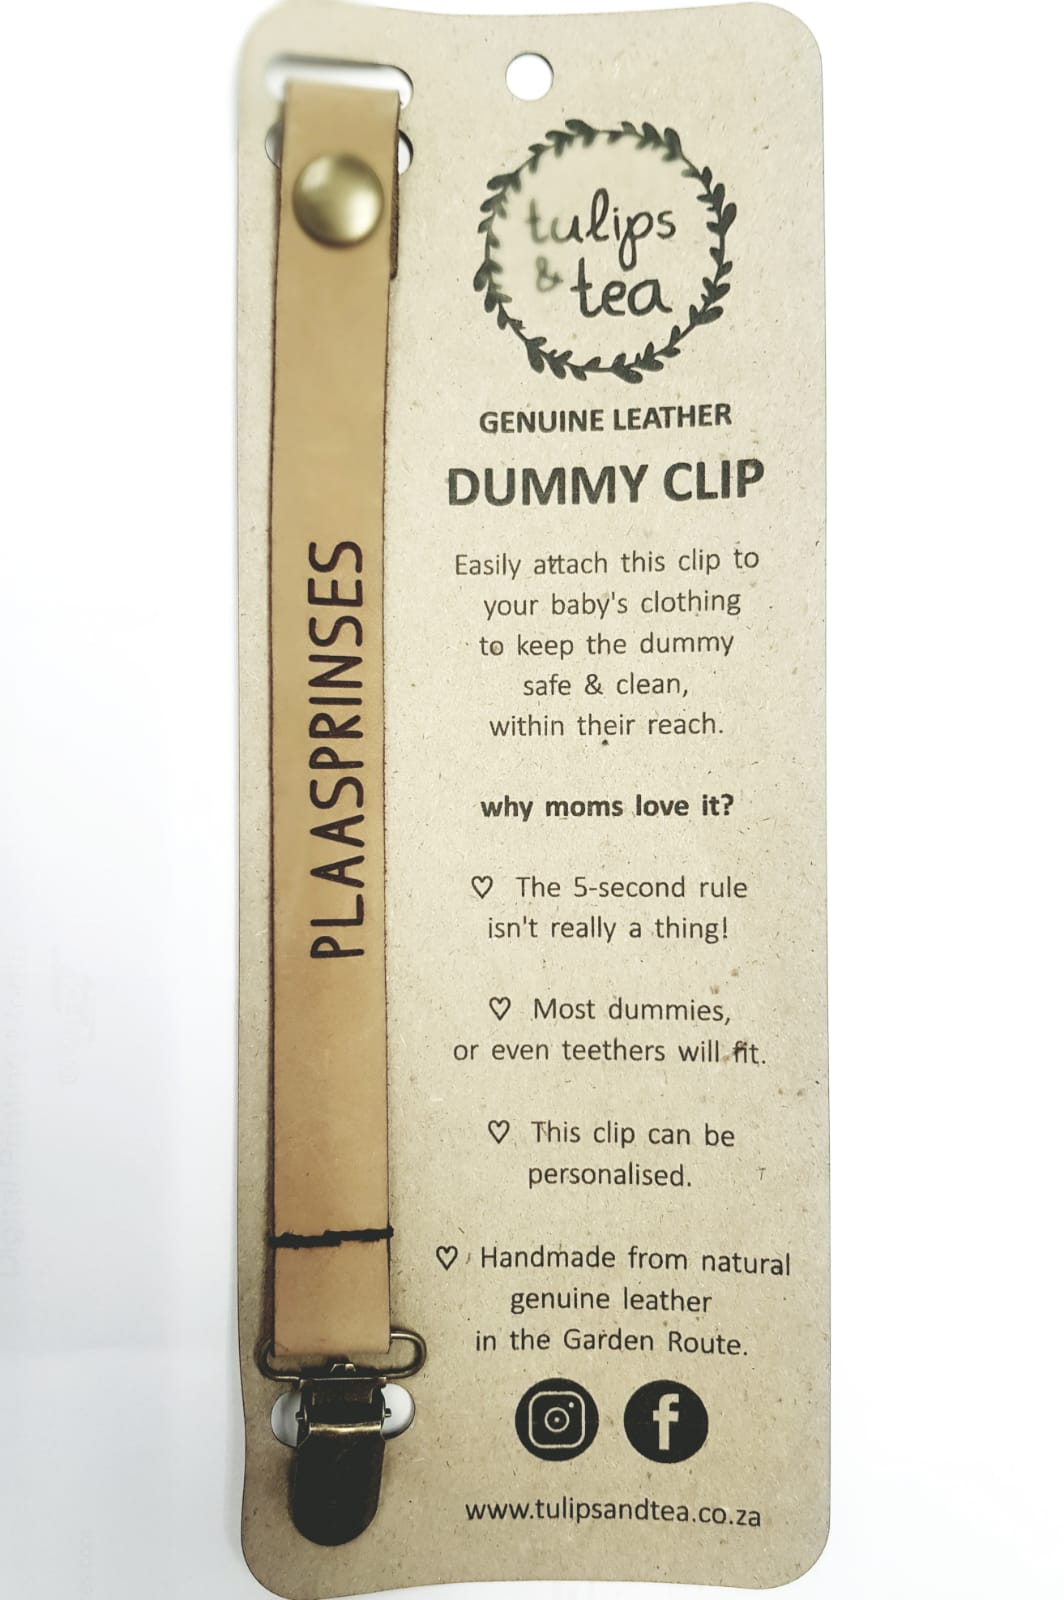 tulips
& tea
GENUINE LEATHER
DUMMY CLIP
Easily attach this clip to
your baby's clothing
to keep the dummy
safe & clean,
within their reach.
why moms love it?
♡ The 5-second rule
isn't really a thing!
♡ Most dummies,
or even teethers will fit.
♡ This clip can be
personalised.
♡ Handmade from natural
genuine leather
in the Garden Route.
f
www.tulipsandtea.co.za
PLAASPRINSES